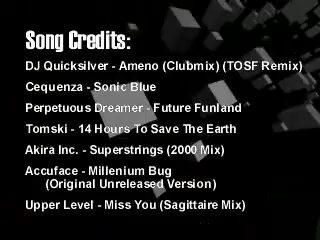 Song Credits:
DJ Quicksilver - Ameno (Clubmix) (TOSF Remix)
Cequenza - Sonic Blue
Perpetuous Dreamer - Future Funland
Tomski - 14 Hours To Save The Earth
Akira Inc. - Superstrings (2000 Mix)
Accuface - Millenium Bug
(Original Unreleased Version)
Upper Level - Miss You (Sagittaire Mix)